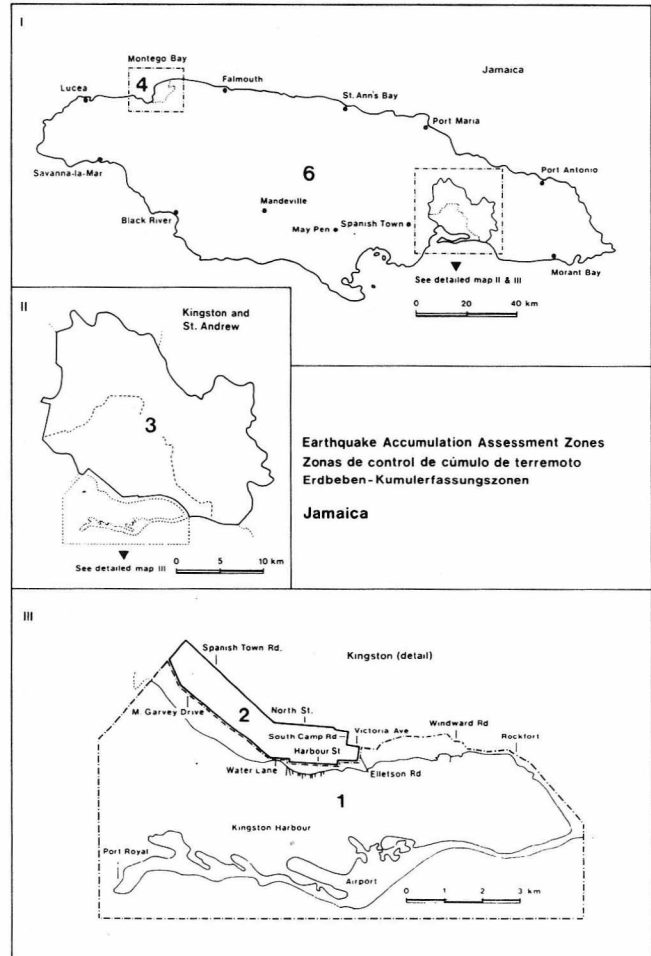 I
Montego Bay
Jamaica
4
Lucea
Falmouth
St. Ann's Bay
Port Maria
Savanna-la-Mar
6
Port Antonio
Mandeville
Black River
May Pen
Spanish Town
Morant Bay
See detailed map II & III
0 20 40 km
II
Kingston and
St. Andrew
3
See detailed map III
0 5 10 km
Earthquake Accumulation Assessment Zones
Zonas de control de cúmulo de terremoto
Erdbeben-Kumulerfassungszonen
Jamaica
III
Spanish Town Rd.
Kingston (detail)
M. Garvey Drive
2
North St.
South Camp Rd
Victoria Ave
Windward Rd
Harbour St
Rockfort
Water Lane
Elletson Rd
1
Kingston Harbour
Port Royal
Airport
0 1 2 3 km